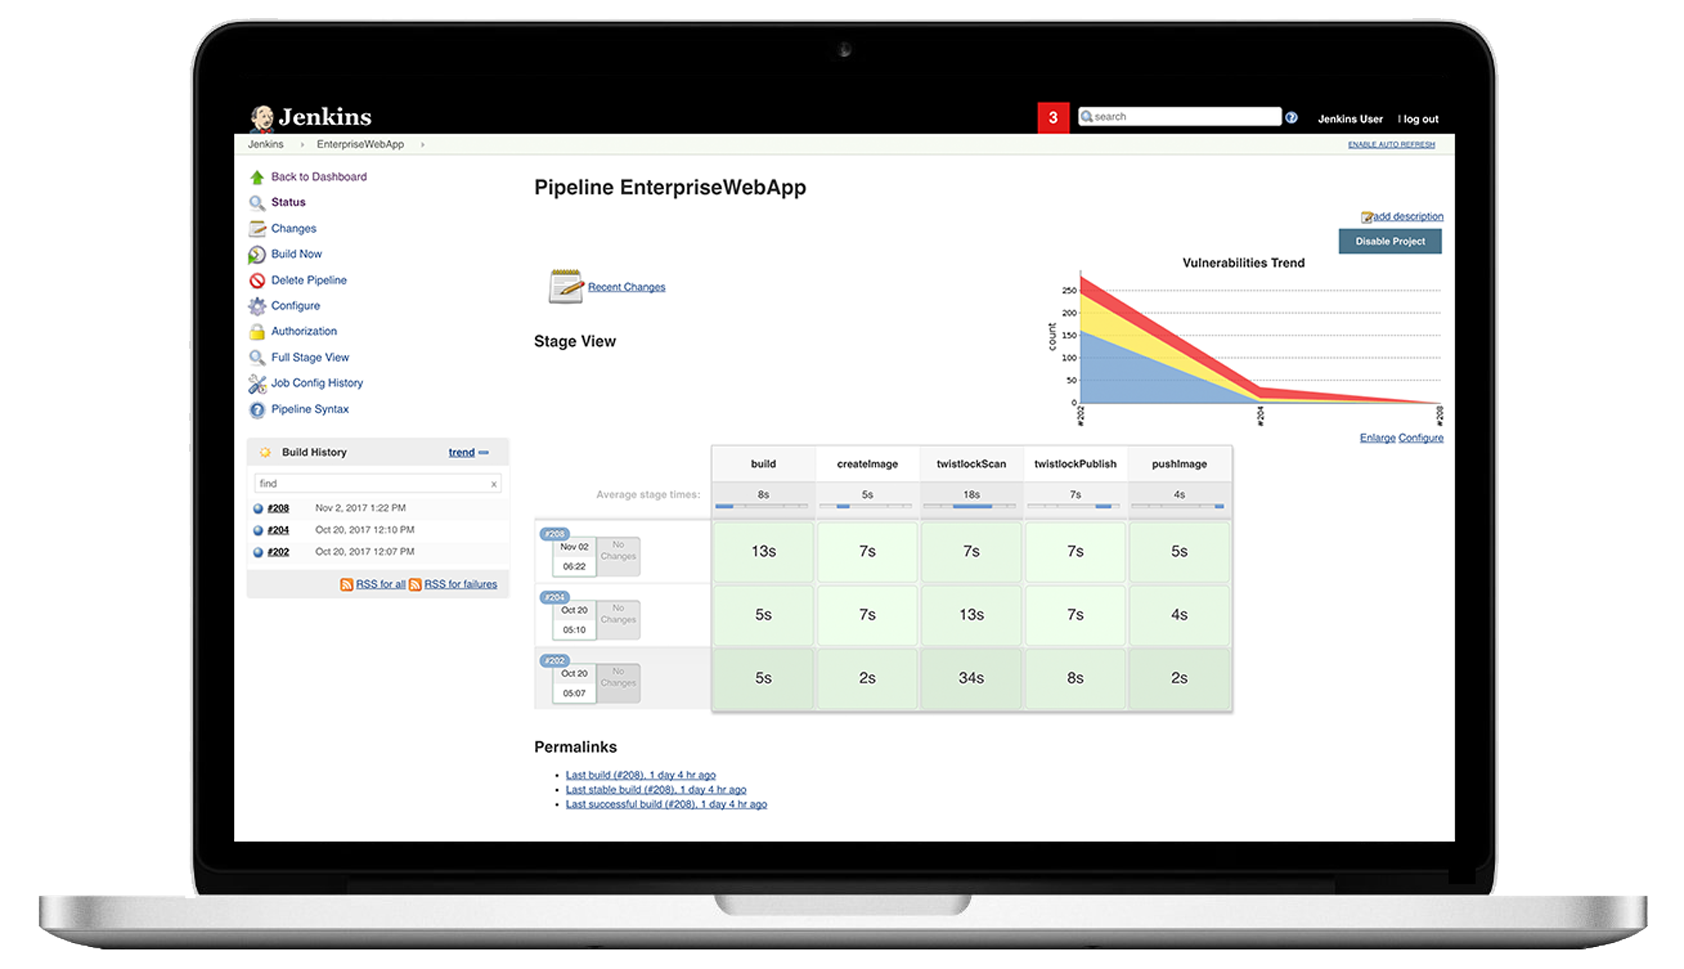 Jenkins
3
search
?
Jenkins User
| log out
Jenkins
EnterpriseWebApp
ENABLE AUTO REFRESH
Back to Dashboard
Status
Changes
Build Now
Delete Pipeline
Configure
Authorization
Full Stage View
Job Config History
Pipeline Syntax
Build History
trend
find
x
#208 Nov 2, 2017 1:22 PM
#204 Oct 20, 2017 12:10 PM
#202 Oct 20, 2017 12:07 PM
RSS for all RSS for failures
Pipeline EnterpriseWebApp
add description
Disable Project
Recent Changes
Vulnerabilities Trend
count
250
200
150
100
50
0
#202
#204
#208
Enlarge Configure
Stage View
build createImage twistlockScan twistlockPublish pushImage
Average stage times: 8s 5s 18s 7s 4s
#208
Nov 02
06:22
No
Changes
13s 7s 7s 7s 5s
#204
Oct 20
05:10
No
Changes
5s 7s 13s 7s 4s
#202
Oct 20
05:07
No
Changes
5s 2s 34s 8s 2s
Permalinks
• Last build (#208), 1 day 4 hr ago
• Last stable build (#208), 1 day 4 hr ago
• Last successful build (#208), 1 day 4 hr ago